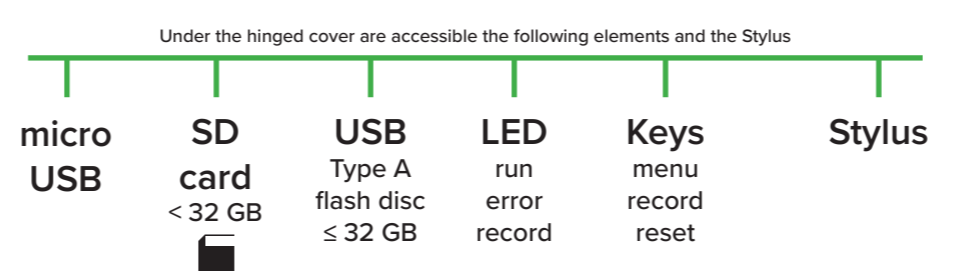 Under the hinged cover are accessible the following elements and the Stylus
micro
USB
SD
card
< 32 GB
USB
Type A
flash disc
≤ 32 GB
LED
run
error
record
Keys
menu
record
reset
Stylus